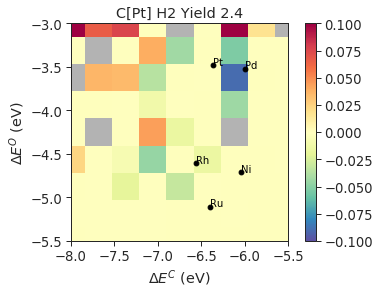 C[Pt] H2 Yield 2.4
−3.0
−3.5
−4.0
−4.5
−5.0
−5.5
ΔE^O (eV)
Pt
Pd
Rh
Ni
Ru
−8.0 −7.5 −7.0 −6.5 −6.0 −5.5
ΔE^C (eV)
0.100
0.075
0.050
0.025
0.000
−0.025
−0.050
−0.075
−0.100